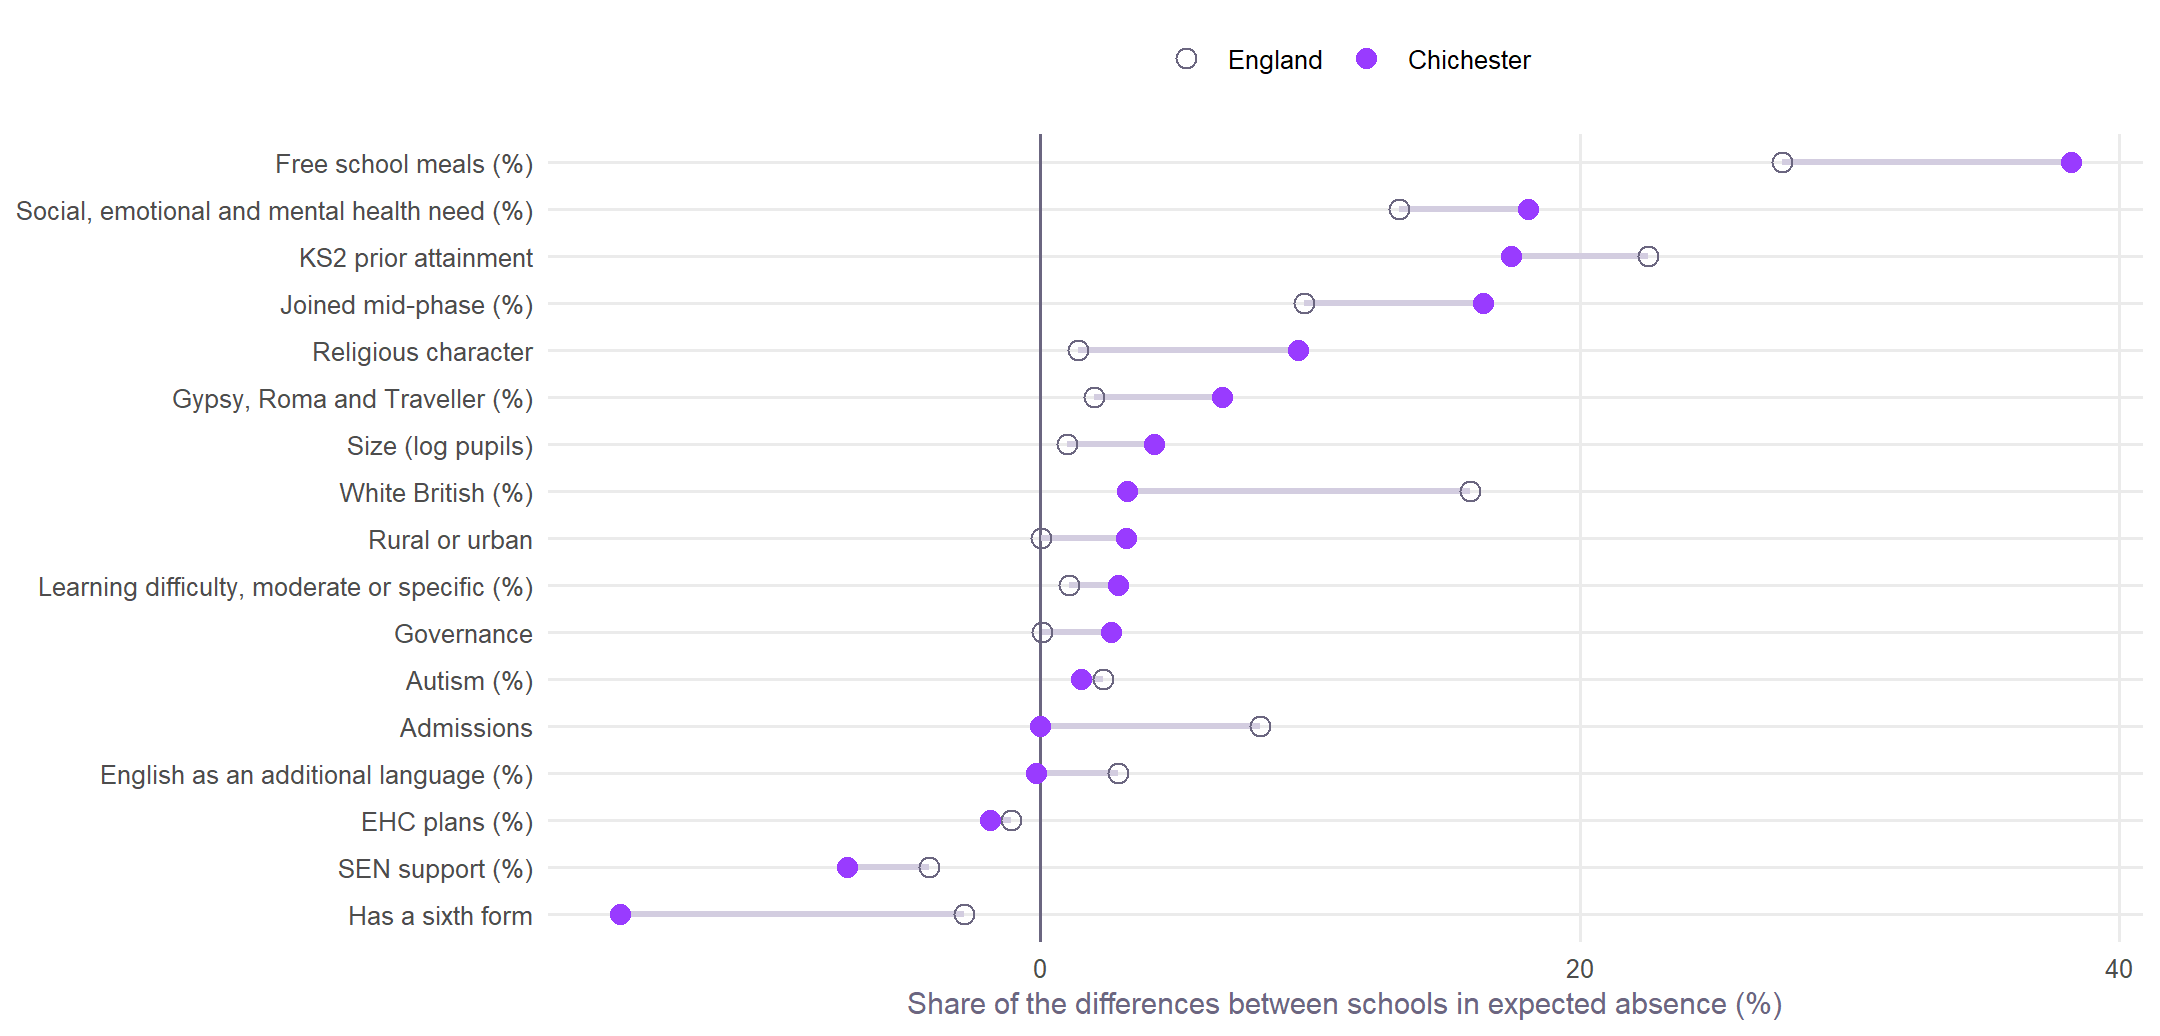 England Chichester
Free school meals (%)
Social, emotional and mental health need (%)
KS2 prior attainment
Joined mid-phase (%)
Religious character
Gypsy, Roma and Traveller (%)
Size (log pupils)
White British (%)
Rural or urban
Learning difficulty, moderate or specific (%)
Governance
Autism (%)
Admissions
English as an additional language (%)
EHC plans (%)
SEN support (%)
Has a sixth form
0 20 40
Share of the differences between schools in expected absence (%)